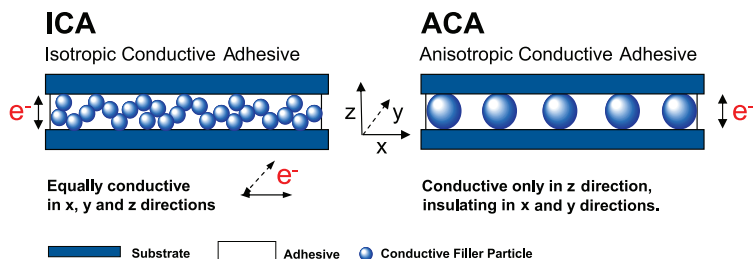 ICA
Isotropic Conductive Adhesive
e-
Equally conductive
in x, y and z directions
e-
z
y
x
ACA
Anisotropic Conductive Adhesive
e-
Conductive only in z direction,
insulating in x and y directions.
Substrate
Adhesive
Conductive Filler Particle